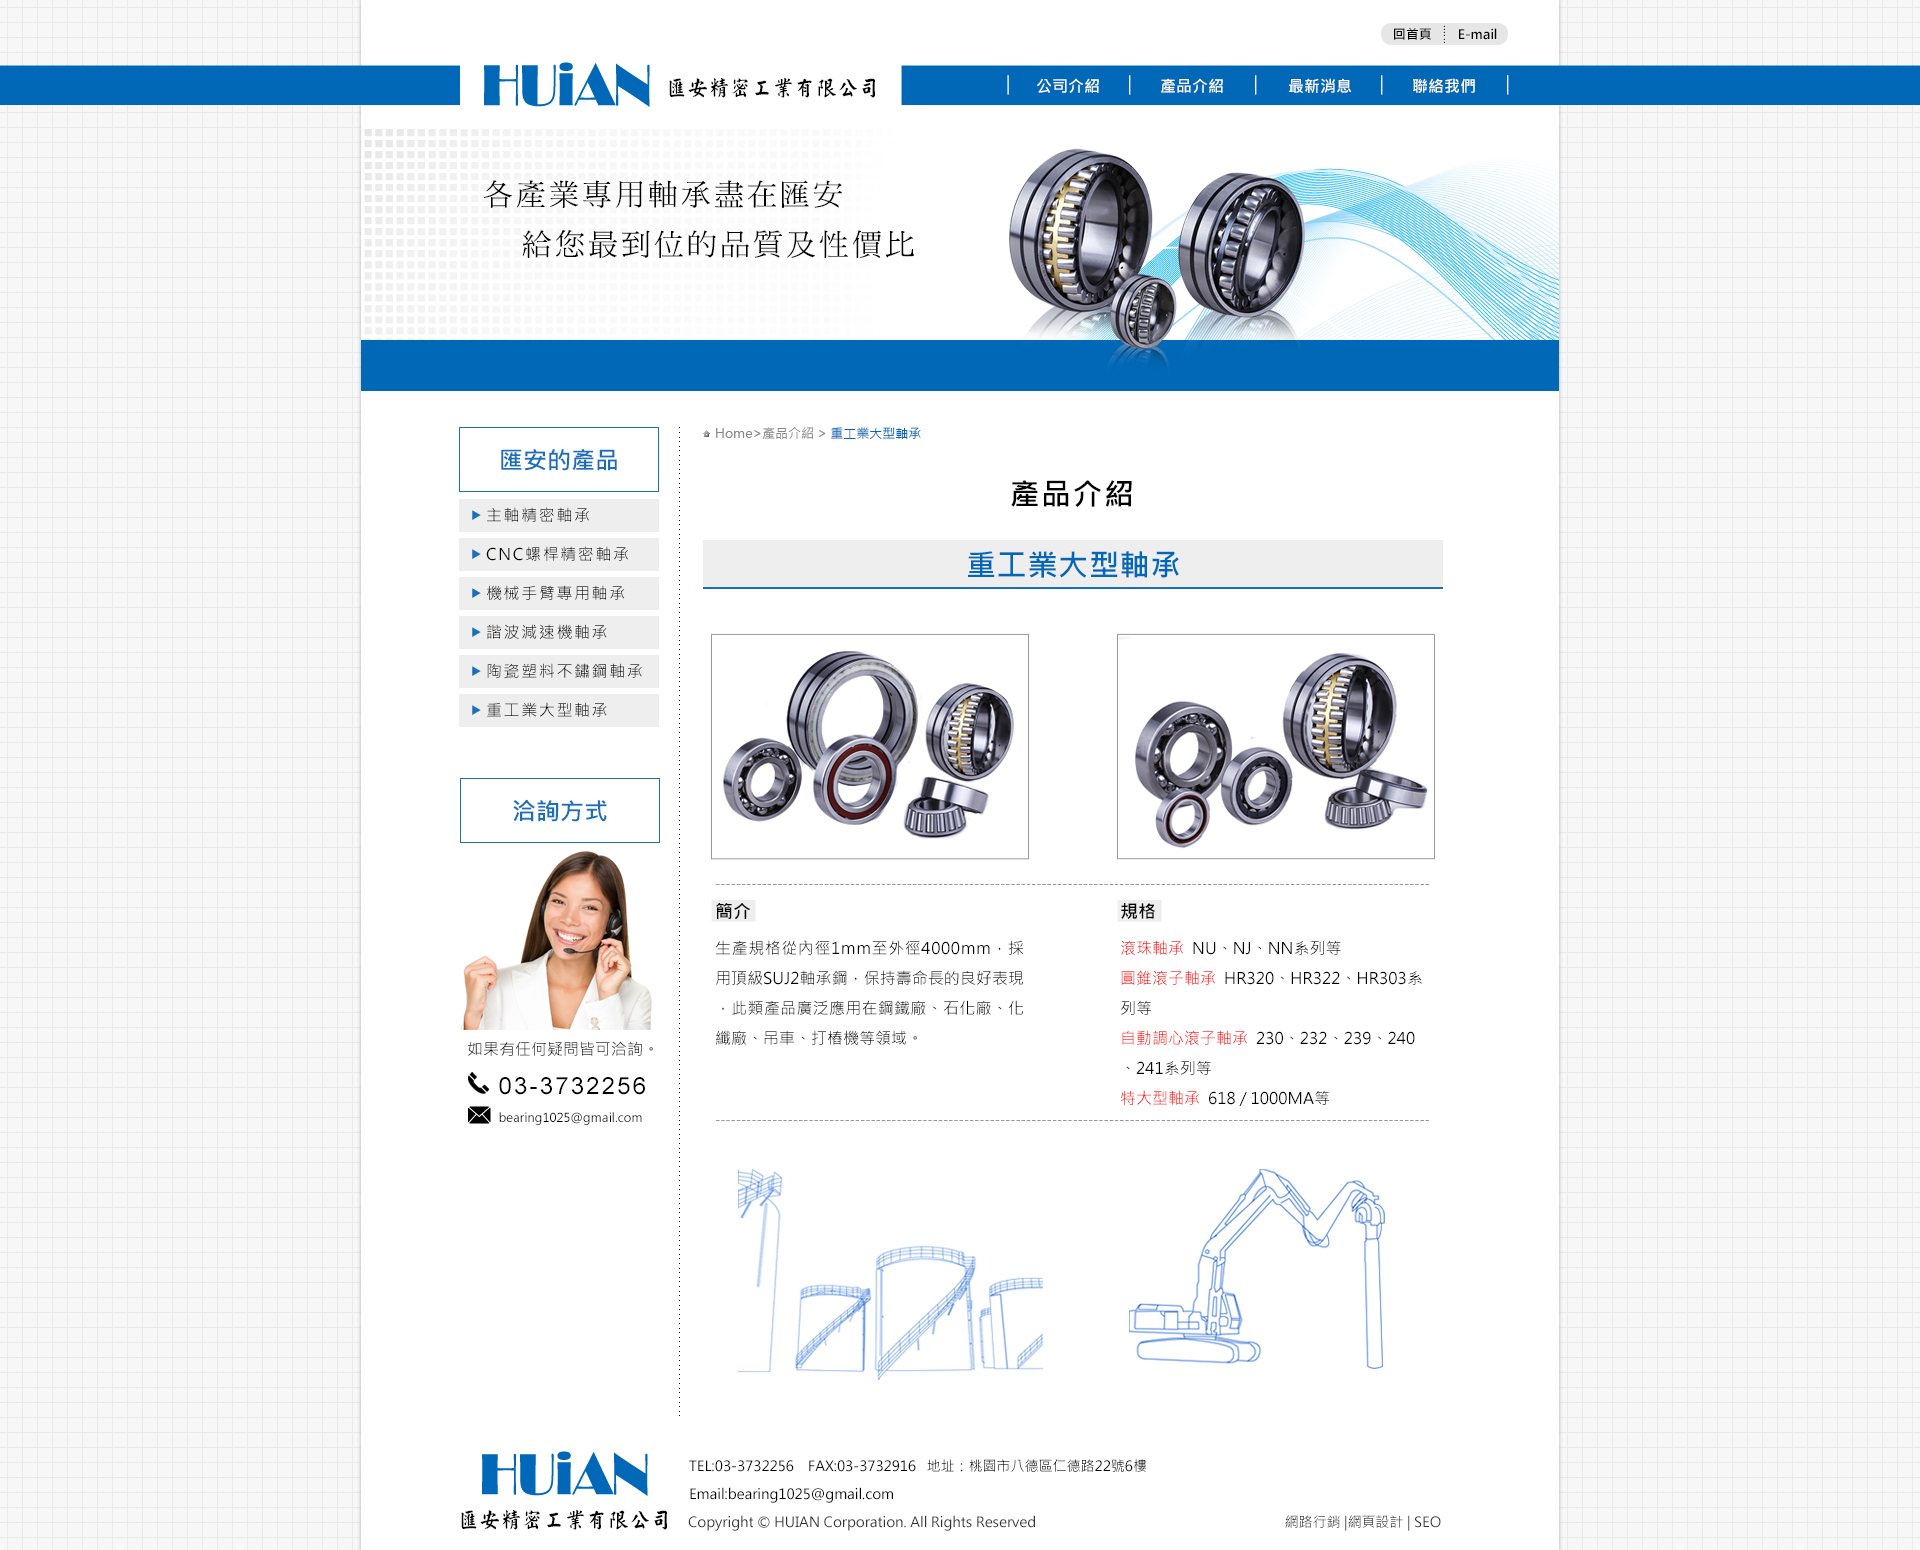 回首頁 E-mail
HUiAN 匯安精密工業有限公司
公司介紹 產品介紹 最新消息 聯絡我們
各產業專用軸承盡在匯安
給您最到位的品質及性價比
匯安的產品
主軸精密軸承
CNC螺桿精密軸承
機械手臂專用軸承
諧波減速機軸承
陶瓷塑料不鏽鋼軸承
重工業大型軸承
洽詢方式
如果有任何疑問皆可洽詢。
03-3732256
bearing1025@gmail.com
Home>產品介紹 > 重工業大型軸承
產品介紹
重工業大型軸承
簡介
生產規格從內徑1mm至外徑4000mm，採
用頂級SUJ2軸承鋼，保持壽命長的良好表現
，此類產品廣泛應用在鋼鐵廠、石化廠、化
纖廠、吊車、打樁機等領域。
規格
滾珠軸承 NU、NJ、NN系列等
圓錐滾子軸承 HR320、HR322、HR303系
列等
自動調心滾子軸承 230、232、239、240
、241系列等
特大型軸承 618 / 1000MA等
HUiAN
匯安精密工業有限公司
TEL:03-3732256 FAX:03-3732916 地址：桃園市八德區仁德路22號6樓
Email:bearing1025@gmail.com
Copyright © HUIAN Corporation. All Rights Reserved
網路行銷 |網頁設計 | SEO